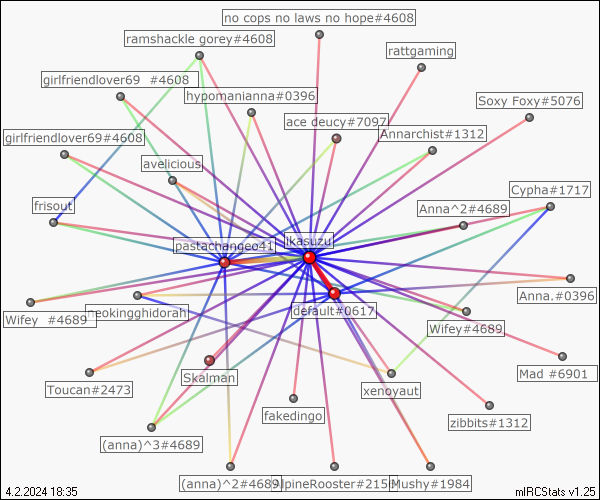 no cops no laws no hope#4608
ramshackle gorey#4608
rattgaming
girlfriendlover69 #4608
hypomanianna#0396
Soxy Foxy#5076
ace deucy#7097
girlfriendlover69#4608
Annarchist#1312
avelicious
Cypha#1717
frisout
Anna^2#4689
pastachangeo41
Ikasuzu
Anna.#0396
neokingghidorah
default#0617
Wifey #4689
Wifey#4689
Skalman
Mad #6901
Toucan#2473
xenoyaut
fakedingo
zibbits#1312
(anna)^3#4689
(anna)^2#4689
AlpineRooster#2150
Mushy#1984
4.2.2024 18:35
mIRCStats v1.25